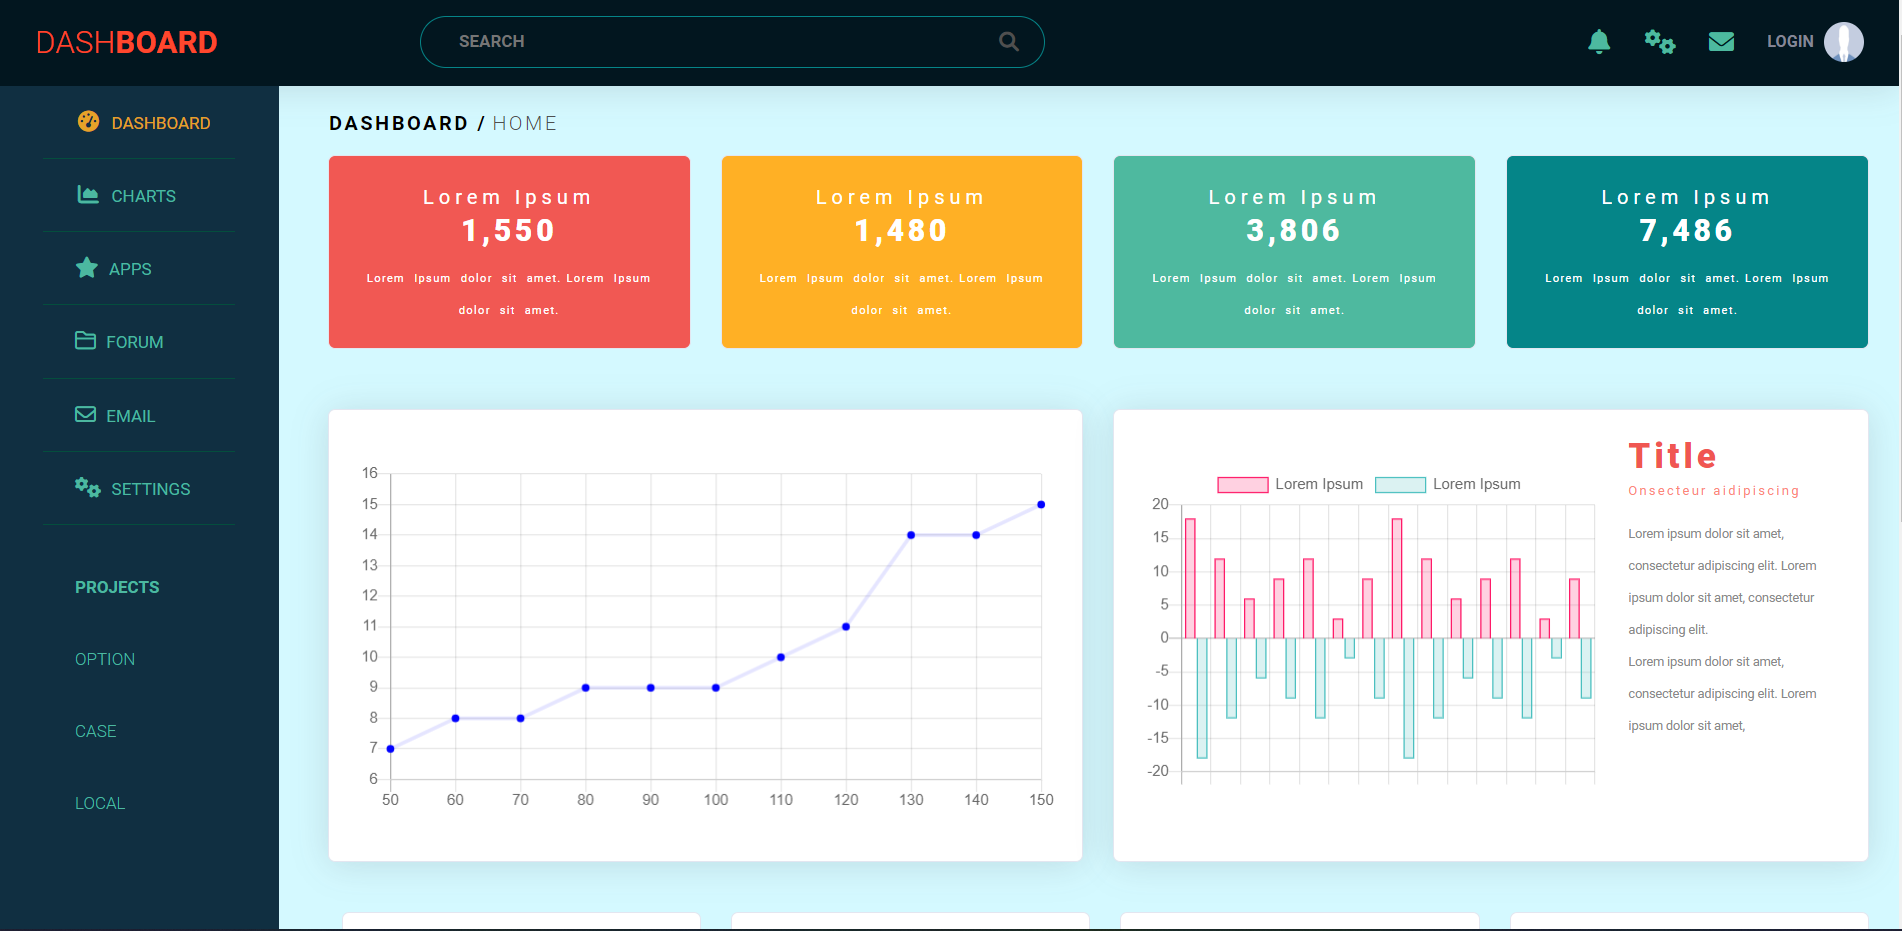 DASHBOARD
SEARCH
LOGIN
DASHBOARD
CHARTS
APPS
FORUM
EMAIL
SETTINGS
PROJECTS
OPTION
CASE
LOCAL
DASHBOARD / HOME
Lorem Ipsum
1,550
Lorem Ipsum dolor sit amet. Lorem Ipsum
dolor sit amet.
Lorem Ipsum
1,480
Lorem Ipsum dolor sit amet. Lorem Ipsum
dolor sit amet.
Lorem Ipsum
3,806
Lorem Ipsum dolor sit amet. Lorem Ipsum
dolor sit amet.
Lorem Ipsum
7,486
Lorem Ipsum dolor sit amet. Lorem Ipsum
dolor sit amet.
16
15
14
13
12
11
10
9
8
7
6
50 60 70 80 90 100 110 120 130 140 150
Lorem Ipsum Lorem Ipsum
20
15
10
5
0
-5
-10
-15
-20
Title
Onsecteur aidipiscing
Lorem ipsum dolor sit amet,
consectetur adipiscing elit. Lorem
ipsum dolor sit amet, consectetur
adipiscing elit.
Lorem ipsum dolor sit amet,
consectetur adipiscing elit. Lorem
ipsum dolor sit amet,